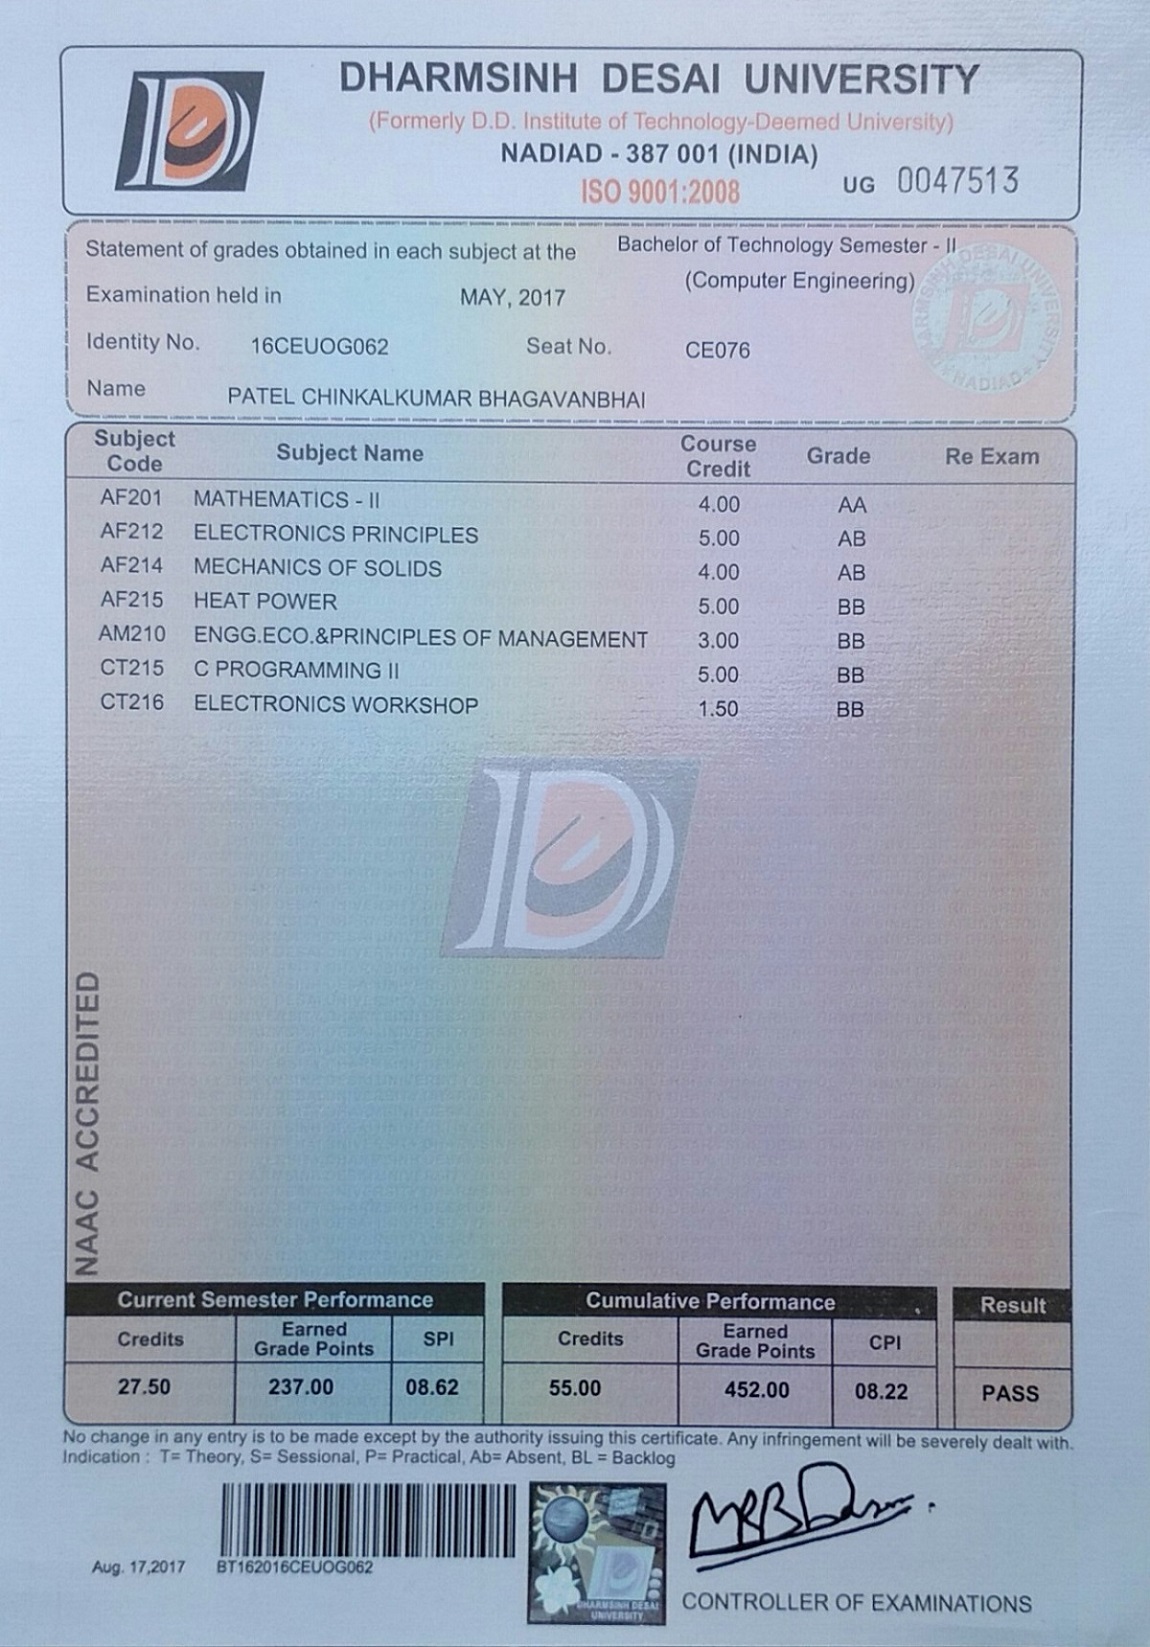 DHARMSINH DESAI UNIVERSITY
(Formerly D.D. Institute of Technology-Deemed University)
NADIAD - 387 001 (INDIA)
ISO 9001:2008
UG 0047513
Statement of grades obtained in each subject at the Bachelor of Technology Semester - II
(Computer Engineering)
Examination held in MAY, 2017
Identity No. 16CEUOG062 Seat No. CE076
Name PATEL CHINKALKUMAR BHAGAVANBHAI
Subject Code Subject Name Course Credit Grade Re Exam
AF201 MATHEMATICS - II 4.00 AA
AF212 ELECTRONICS PRINCIPLES 5.00 AB
AF214 MECHANICS OF SOLIDS 4.00 AB
AF215 HEAT POWER 5.00 BB
AM210 ENGG.ECO.&PRINCIPLES OF MANAGEMENT 3.00 BB
CT215 C PROGRAMMING II 5.00 BB
CT216 ELECTRONICS WORKSHOP 1.50 BB
NAAC ACCREDITED
Current Semester Performance Cumulative Performance Result
Credits Earned Grade Points SPI Credits Earned Grade Points CPI
27.50 237.00 08.62 55.00 452.00 08.22 PASS
No change in any entry is to be made except by the authority issuing this certificate. Any infringement will be severely dealt with.
Indication : T= Theory, S= Sessional, P= Practical, Ab= Absent, BL = Backlog
Aug. 17,2017 BT162016CEUOG062
DHARMSINH DESAI
UNIVERSITY
CONTROLLER OF EXAMINATIONS